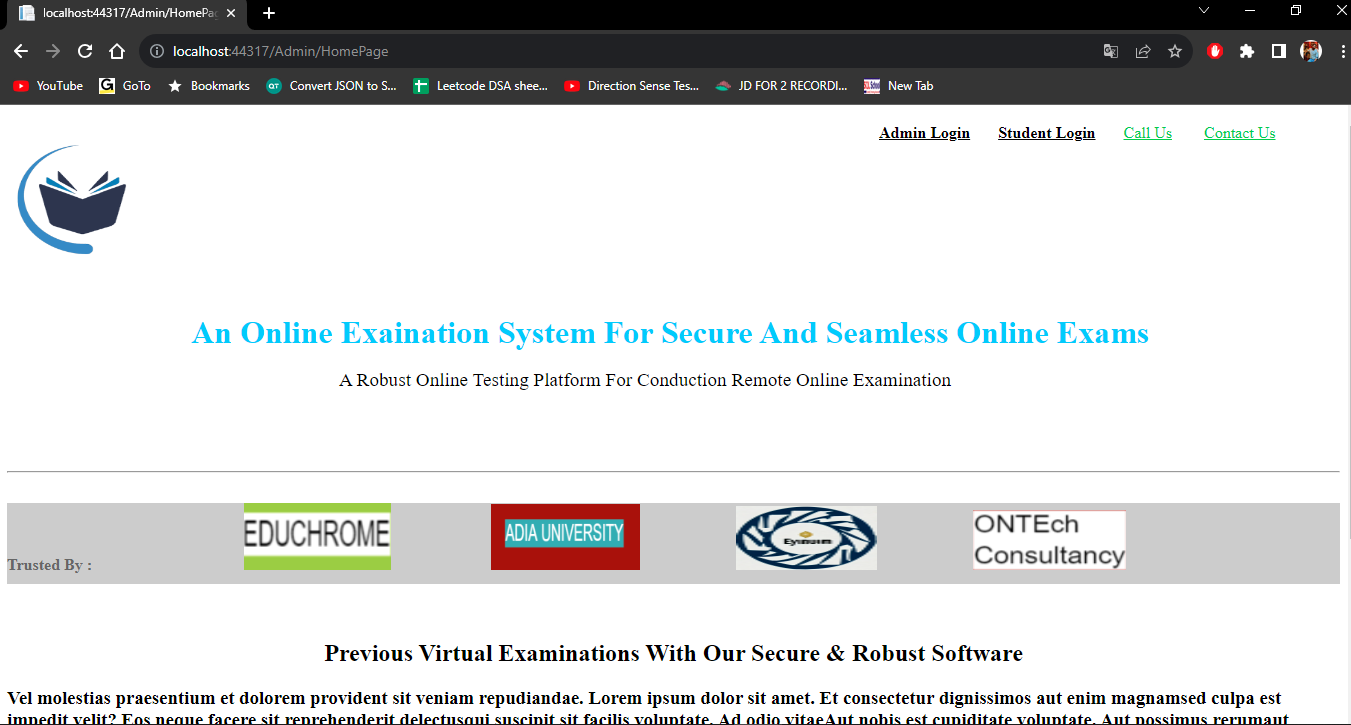 localhost:44317/Admin/HomePa
localhost:44317/Admin/HomePage
YouTube GoTo Bookmarks Convert JSON to S... Leetcode DSA shee... Direction Sense Tes... JD FOR 2 RECORDI... New Tab
Admin Login Student Login Call Us Contact Us
An Online Exaination System For Secure And Seamless Online Exams
A Robust Online Testing Platform For Conduction Remote Online Examination
EDUCHROME
ADIA UNIVERSITY
ONTEch
Consultancy
Trusted By :
Previous Virtual Examinations With Our Secure & Robust Software
Vel molestias praesentium et dolorem provident sit veniam repudiandae. Lorem ipsum dolor sit amet. Et consectetur dignissimos aut enim magnamsed culpa est
impedit velit? Eos neque facere sit reprehenderit delectusqui suscipit sit facilis voluptate. Ad odio vitaeAut nobis est cupiditate voluptate. Aut possimus rerumaut